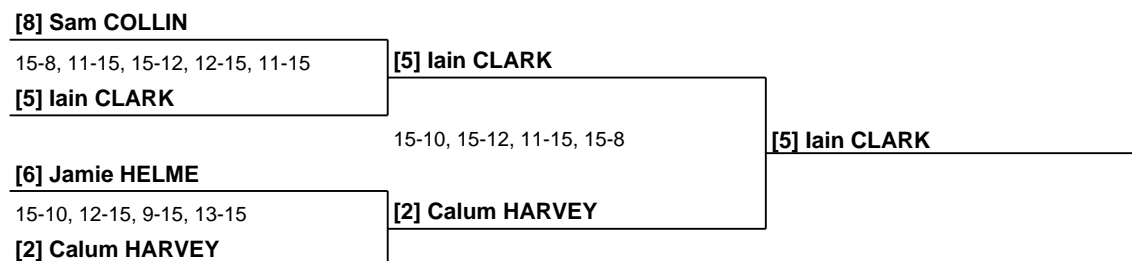 [8] Sam COLLIN
15-8, 11-15, 15-12, 12-15, 11-15
[5] Iain CLARK
[5] Iain CLARK
15-10, 15-12, 11-15, 15-8
[5] Iain CLARK
[6] Jamie HELME
15-10, 12-15, 9-15, 13-15
[2] Calum HARVEY
[2] Calum HARVEY